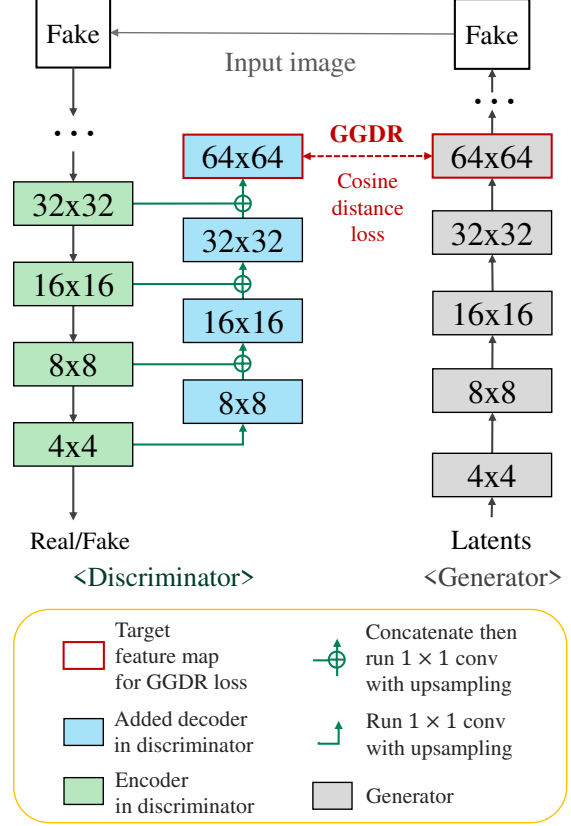 Fake
Fake
Input image
...
...
GGDR
64x64
64x64
Cosine
distance
loss
32x32
32x32
32x32
16x16
16x16
16x16
8x8
8x8
8x8
4x4
4x4
Real/Fake
Latents
<Discriminator>
<Generator>
Target
feature map
for GGDR loss
Concatenate then
run 1 × 1 conv
with upsampling
Added decoder
in discriminator
Run 1 × 1 conv
with upsampling
Encoder
in discriminator
Generator